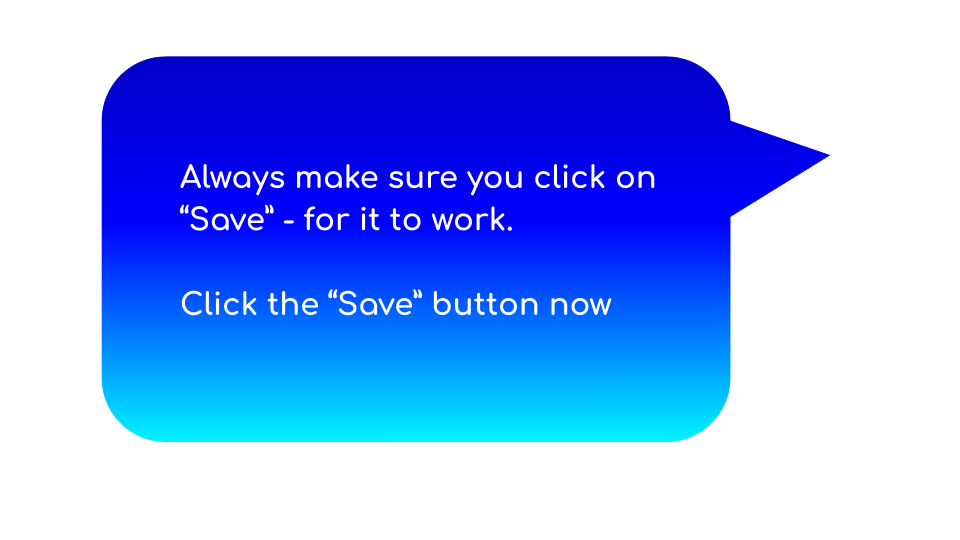 Always make sure you click on
“Save” - for it to work.
Click the “Save” button now